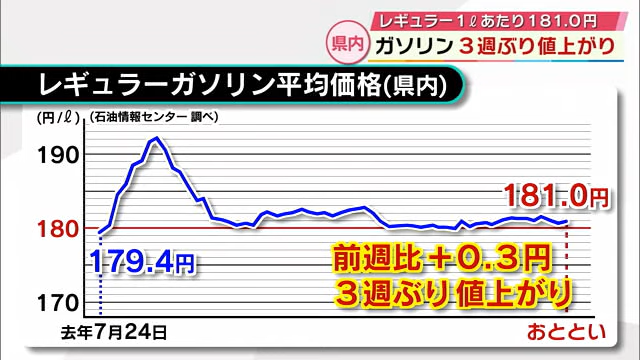 レギュラー1ℓあたり181.0円
県内
ガソリン3週ぶり値上がり
レギュラーガソリン平均価格(県内)
(円/ℓ)
(石油情報センター 調べ)
190
181.0円
180
179.4円
前週比+0.3円
3週ぶり値上がり
170
去年7月24日
おととい